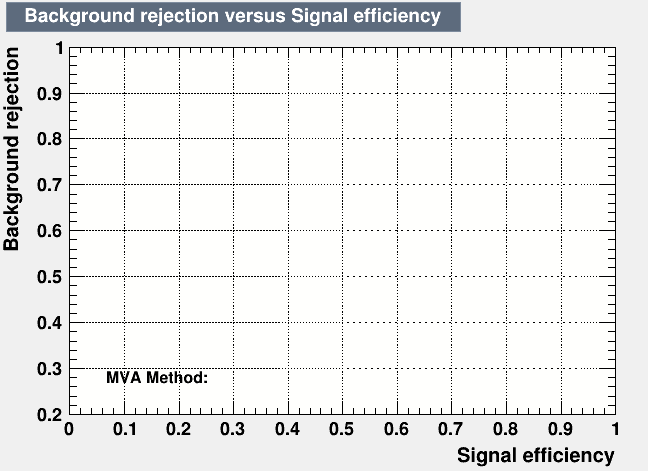 Background rejection versus Signal efficiency
Background rejection
1
0.9
0.8
0.7
0.6
0.5
0.4
0.3
0.2
MVA Method:
0 0.1 0.2 0.3 0.4 0.5 0.6 0.7 0.8 0.9 1
Signal efficiency